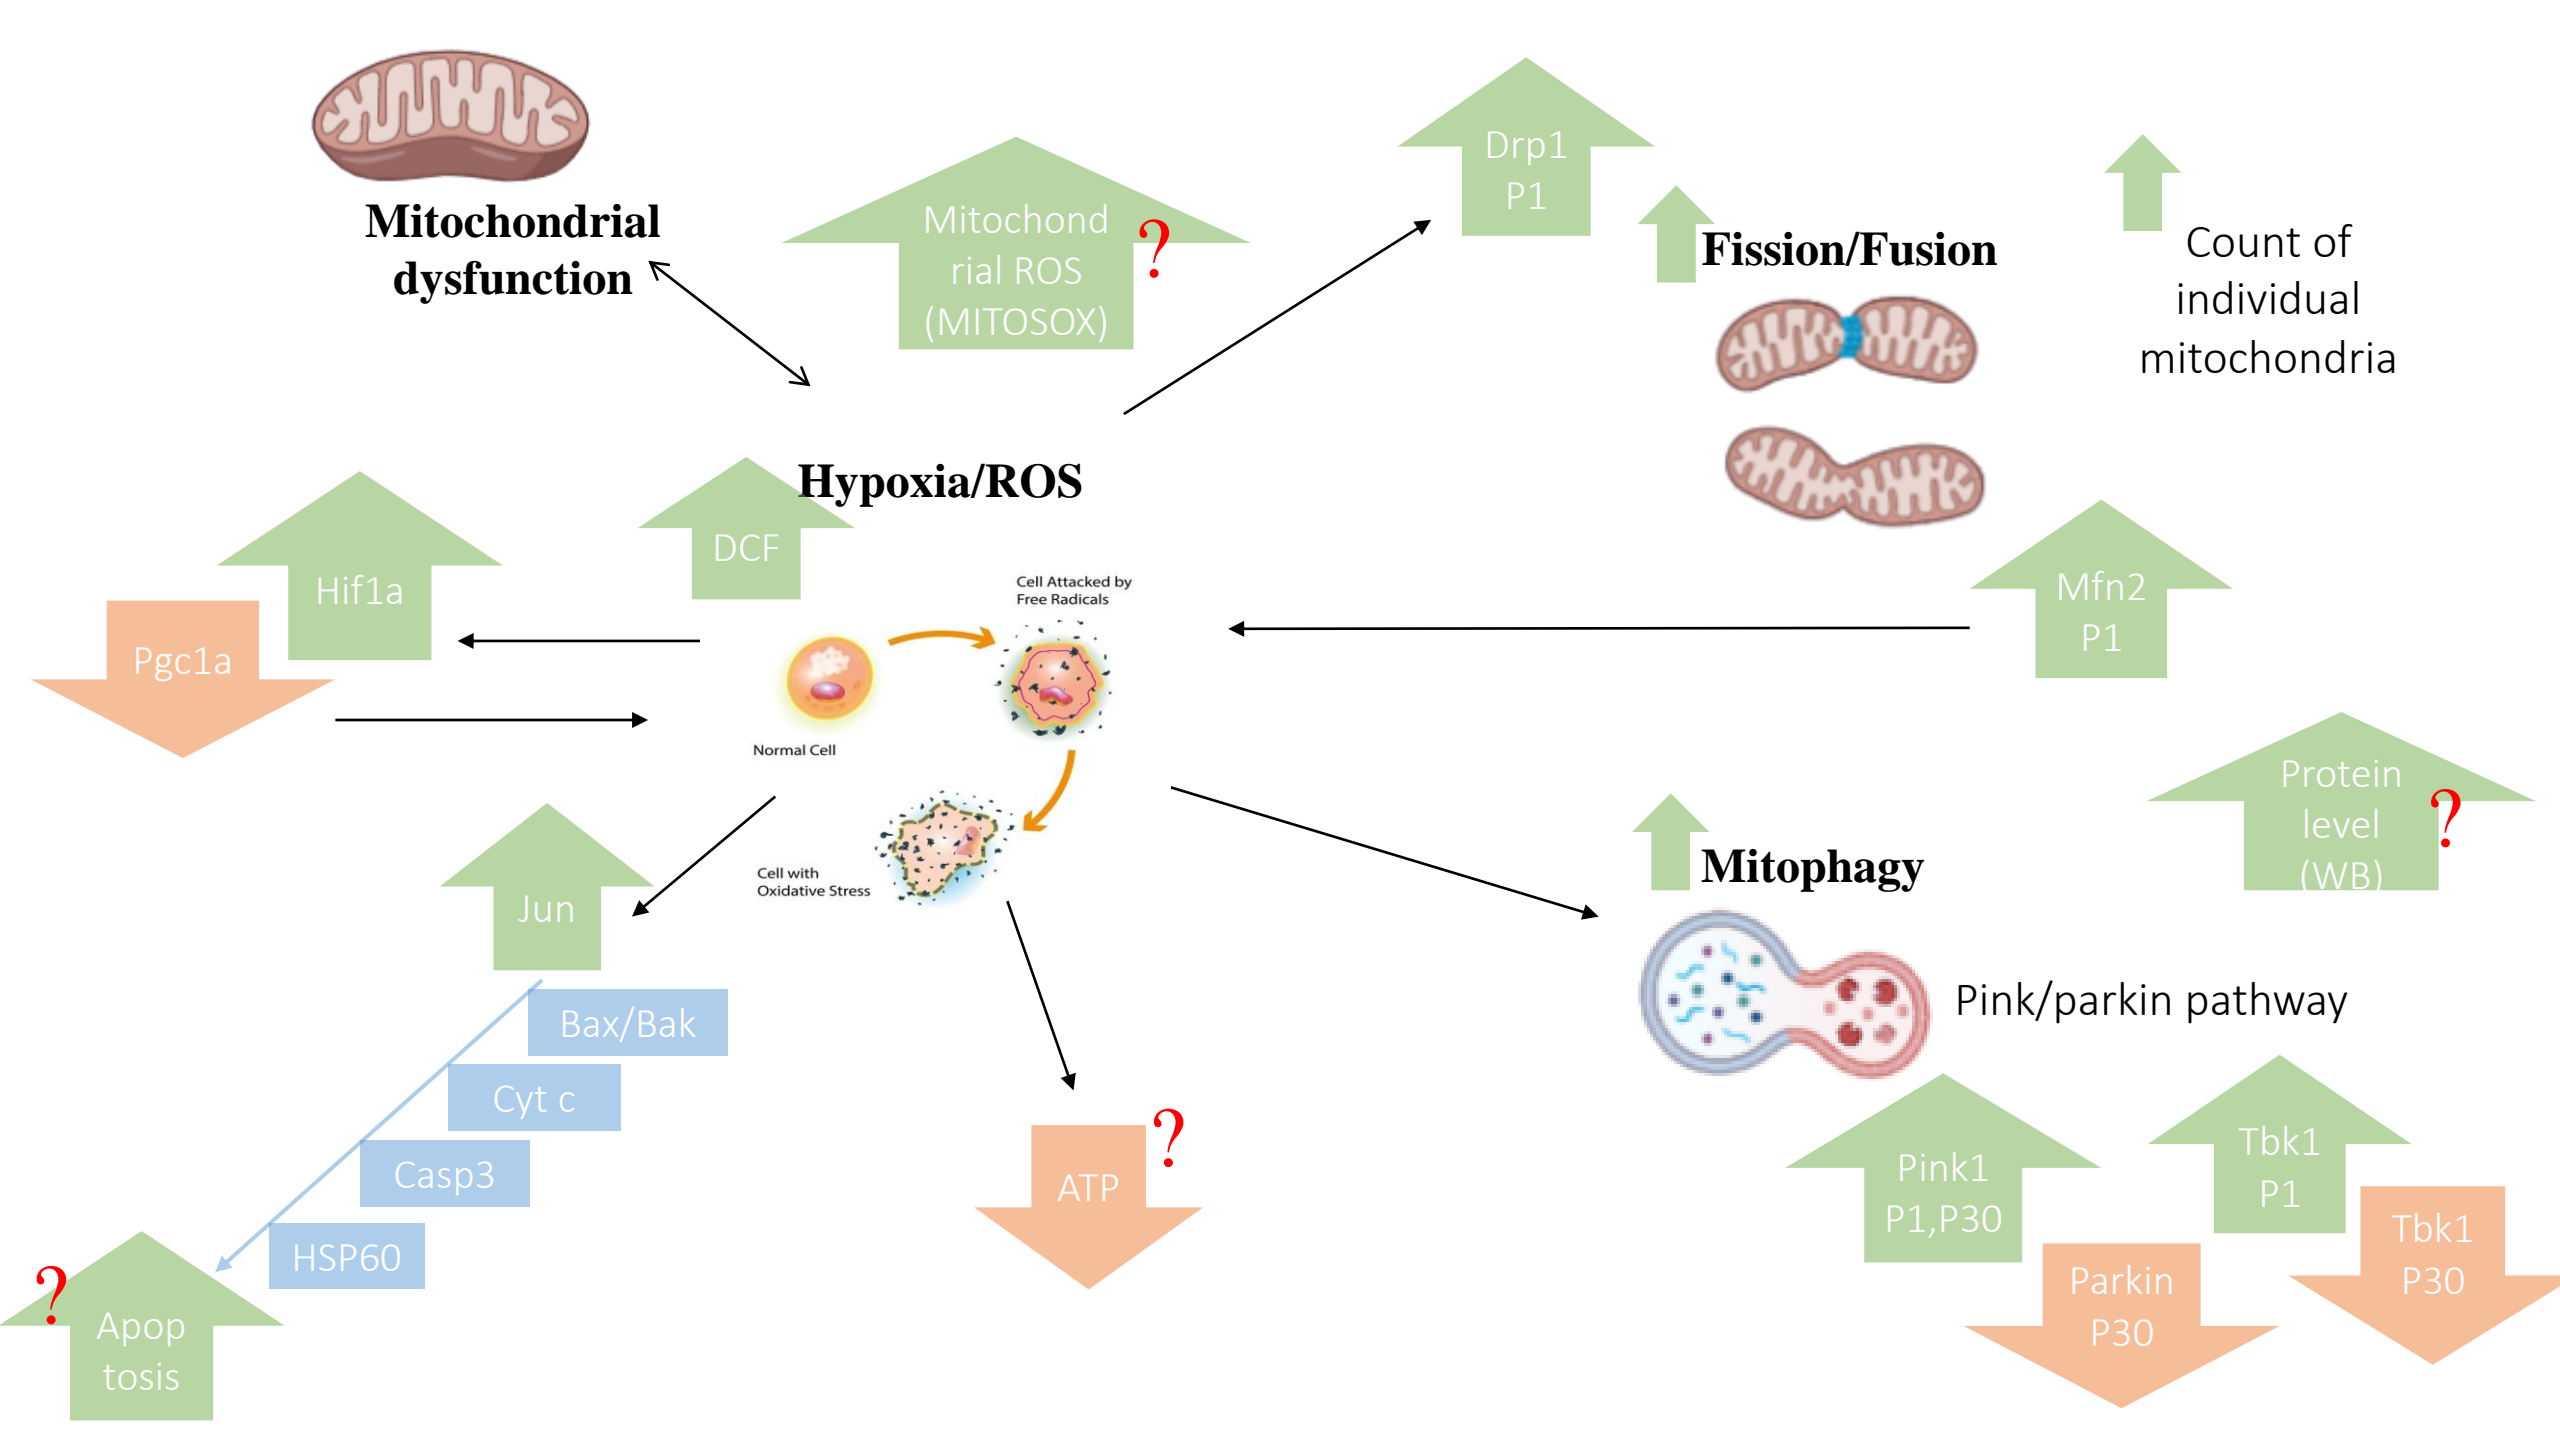 Mitochondrial
dysfunction
Mitochond
rial ROS
(MITOSOX)
?
Drp1
P1
Fission/Fusion
Count of
individual
mitochondria
Hypoxia/ROS
DCF
Hif1a
Pgc1a
Cell Attacked by
Free Radicals
Normal Cell
Cell with
Oxidative Stress
Mfn2
P1
Protein
level
(WB)
?
Mitophagy
Pink/parkin pathway
Jun
Bax/Bak
Cyt c
Casp3
HSP60
?
Apop
tosis
ATP
?
Pink1
P1,P30
Parkin
P30
Tbk1
P1
Tbk1
P30